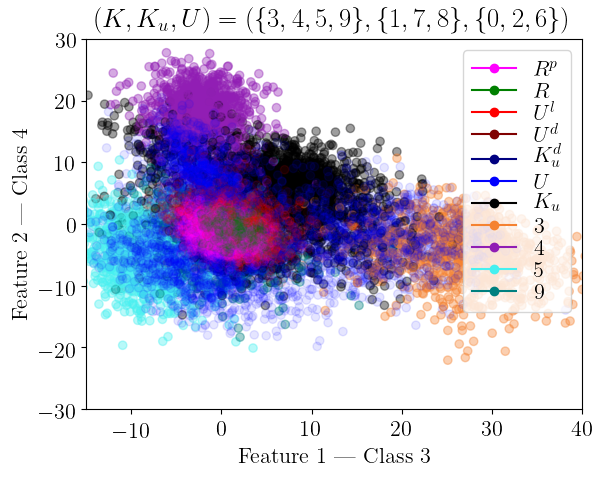 (K, K_u, U) = ({3, 4, 5, 9}, {1, 7, 8}, {0, 2, 6})
30
20
10
0
−10
−20
−30
Feature 2 — Class 4
R^p
R
U^l
U^d
K_u^d
U
K_u
3
4
5
9
−10 0 10 20 30 40
Feature 1 — Class 3